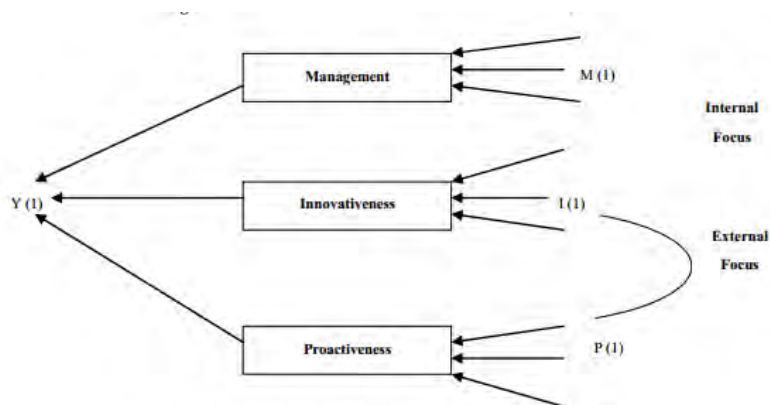 Management
M (1)
Internal
Focus
Y (1)
Innovativeness
I (1)
External
Focus
Proactiveness
P (1)